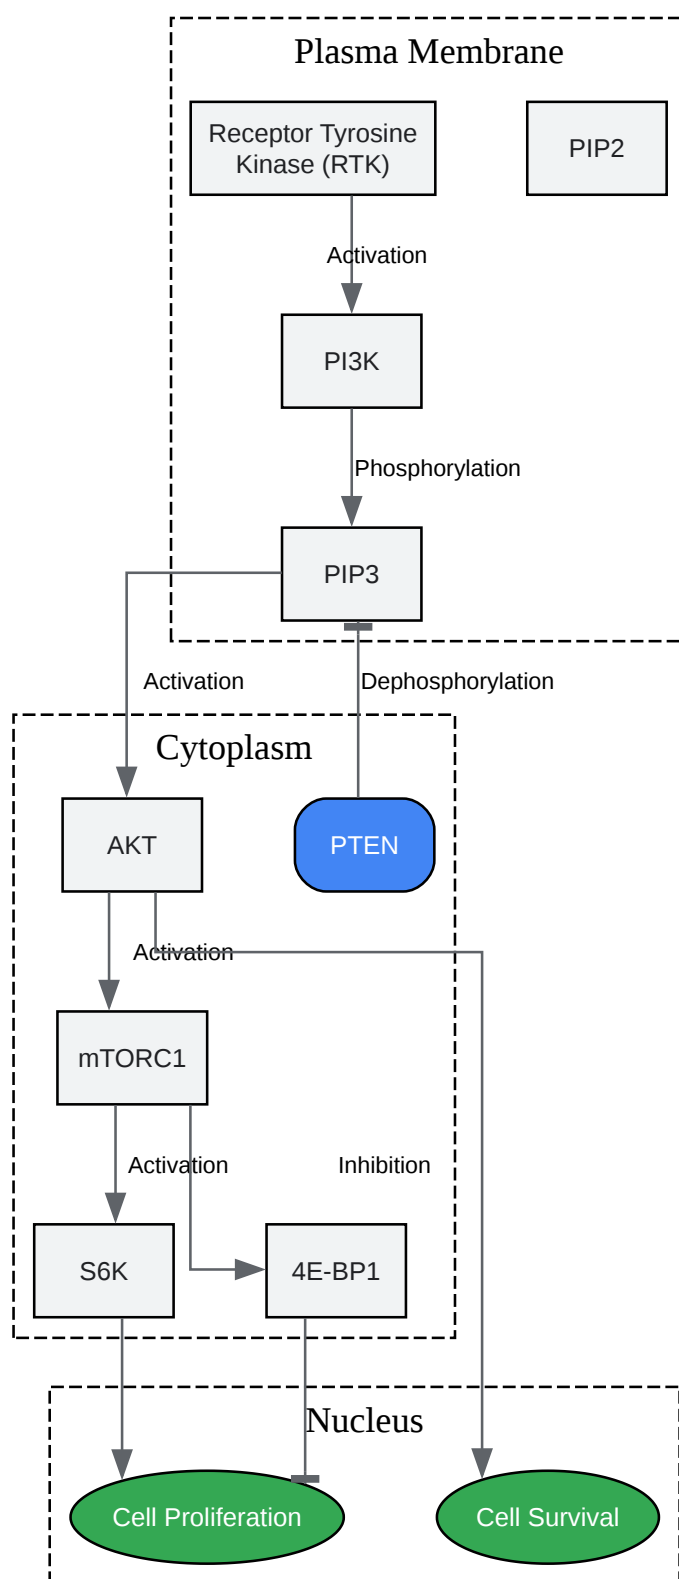 Plasma Membrane
Receptor Tyrosine
Kinase (RTK)
PIP2
Activation
PI3K
Phosphorylation
PIP3
Activation
Dephosphorylation
Cytoplasm
AKT
PTEN
Activation
mTORC1
Activation
Inhibition
S6K
4E-BP1
Nucleus
Cell Proliferation
Cell Survival